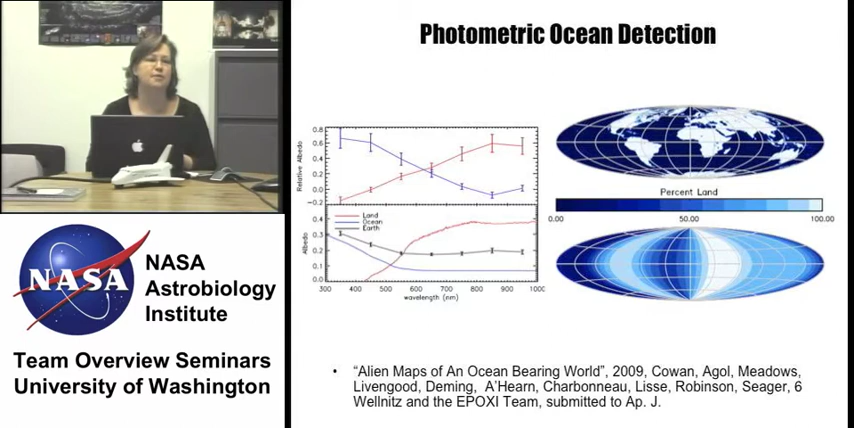 Photometric Ocean Detection
Relative Albedo
0.8
0.6
0.4
0.2
0.0
-0.2
Land
Ocean
Earth
Albedo
0.4
0.3
0.2
0.1
0.0
300 400 500 600 700 800 900 1000
wavelength (nm)
Percent Land
0.00 50.00 100.00
NASA
NASA
Astrobiology
Institute
Team Overview Seminars
University of Washington
• "Alien Maps of An Ocean Bearing World", 2009, Cowan, Agol, Meadows,
Livengood, Deming, A'Hearn, Charbonneau, Lisse, Robinson, Seager, 6
Wellnitz and the EPOXI Team, submitted to Ap. J.